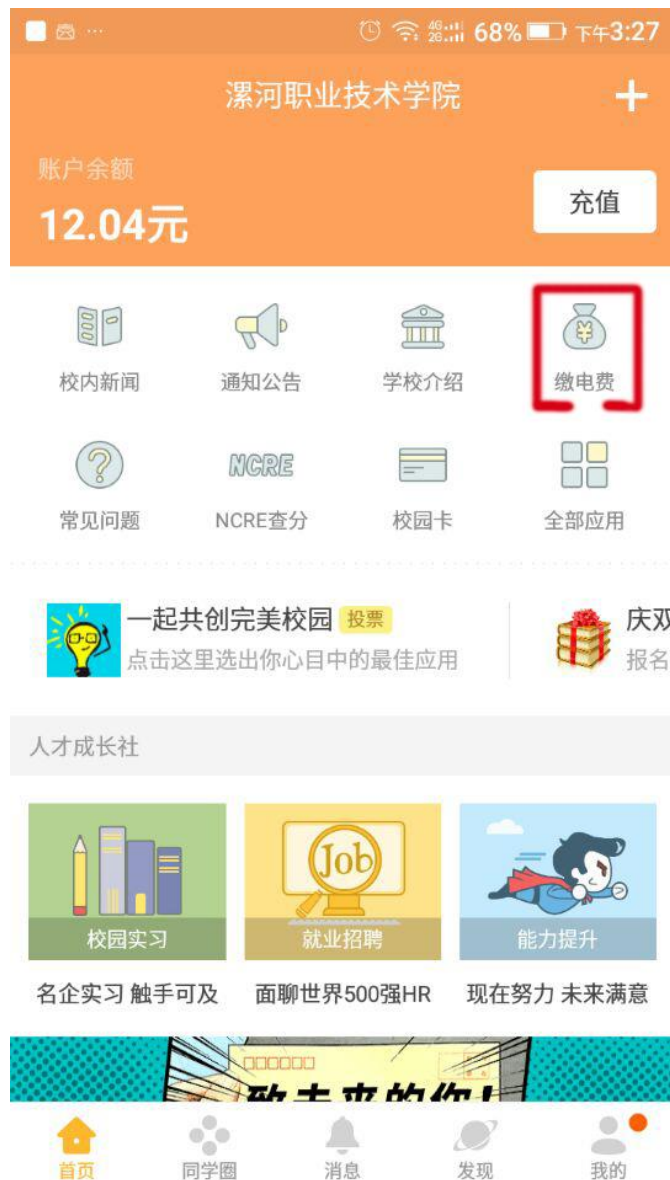 4G 2G 68% 下午3:27
漯河职业技术学院
账户余额
12.04元
充值
校内新闻 通知公告 学校介绍 缴电费
NCRE
常见问题 NCRE查分 校园卡 全部应用
一起共创完美校园 投票 庆双
点击这里选出你心目中的最佳应用 报名
人才成长社
Job
校园实习 就业招聘 能力提升
名企实习 触手可及 面聊世界500强HR 现在努力 未来满意
致未来的你!
首页 同学圈 消息 发现 我的